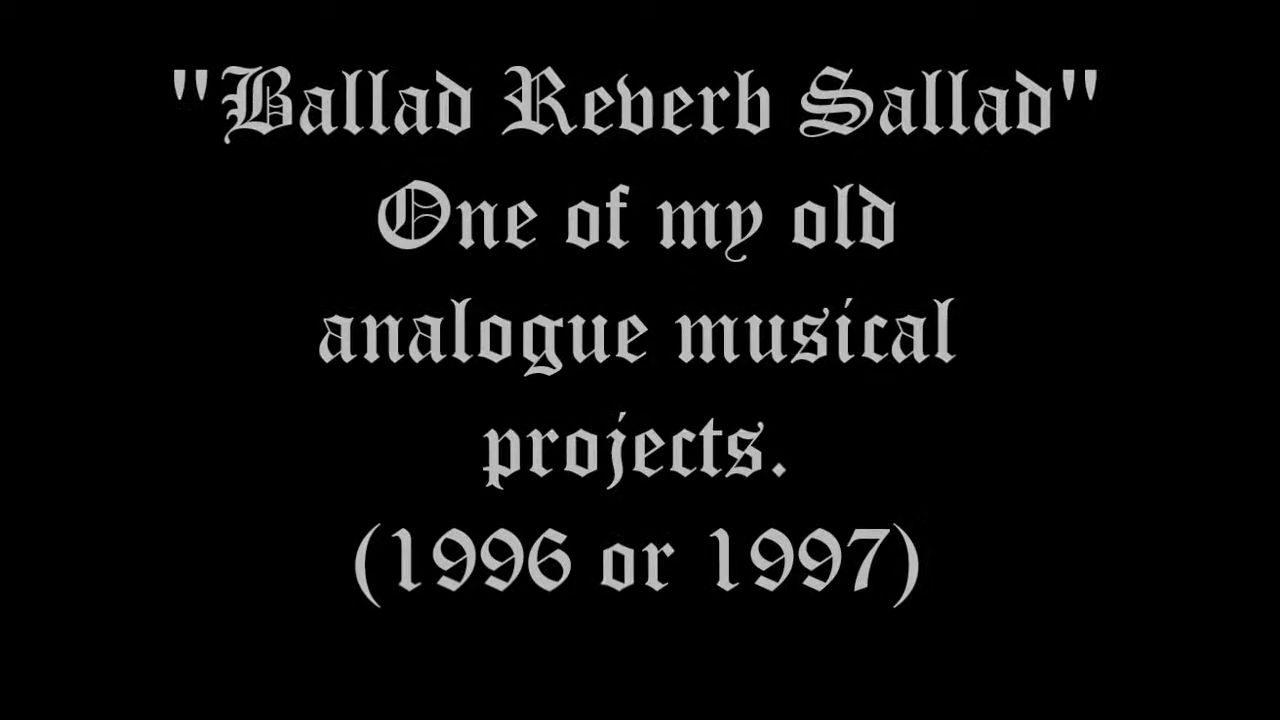 "Ballad Reverb Sallad"
One of my old
analogue musical
projects.
(1996 or 1997)